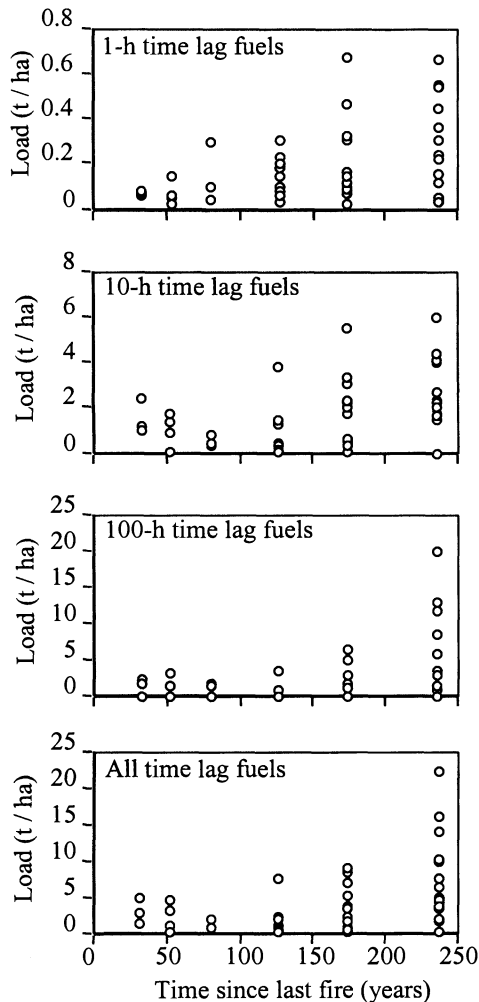 1-h time lag fuels
Load (t / ha)
0.8
0.6
0.4
0.2
0
10-h time lag fuels
Load (t / ha)
8
6
4
2
0
100-h time lag fuels
Load (t / ha)
25
20
15
10
5
0
All time lag fuels
Load (t / ha)
25
20
15
10
5
0
0 50 100 150 200 250
Time since last fire (years)